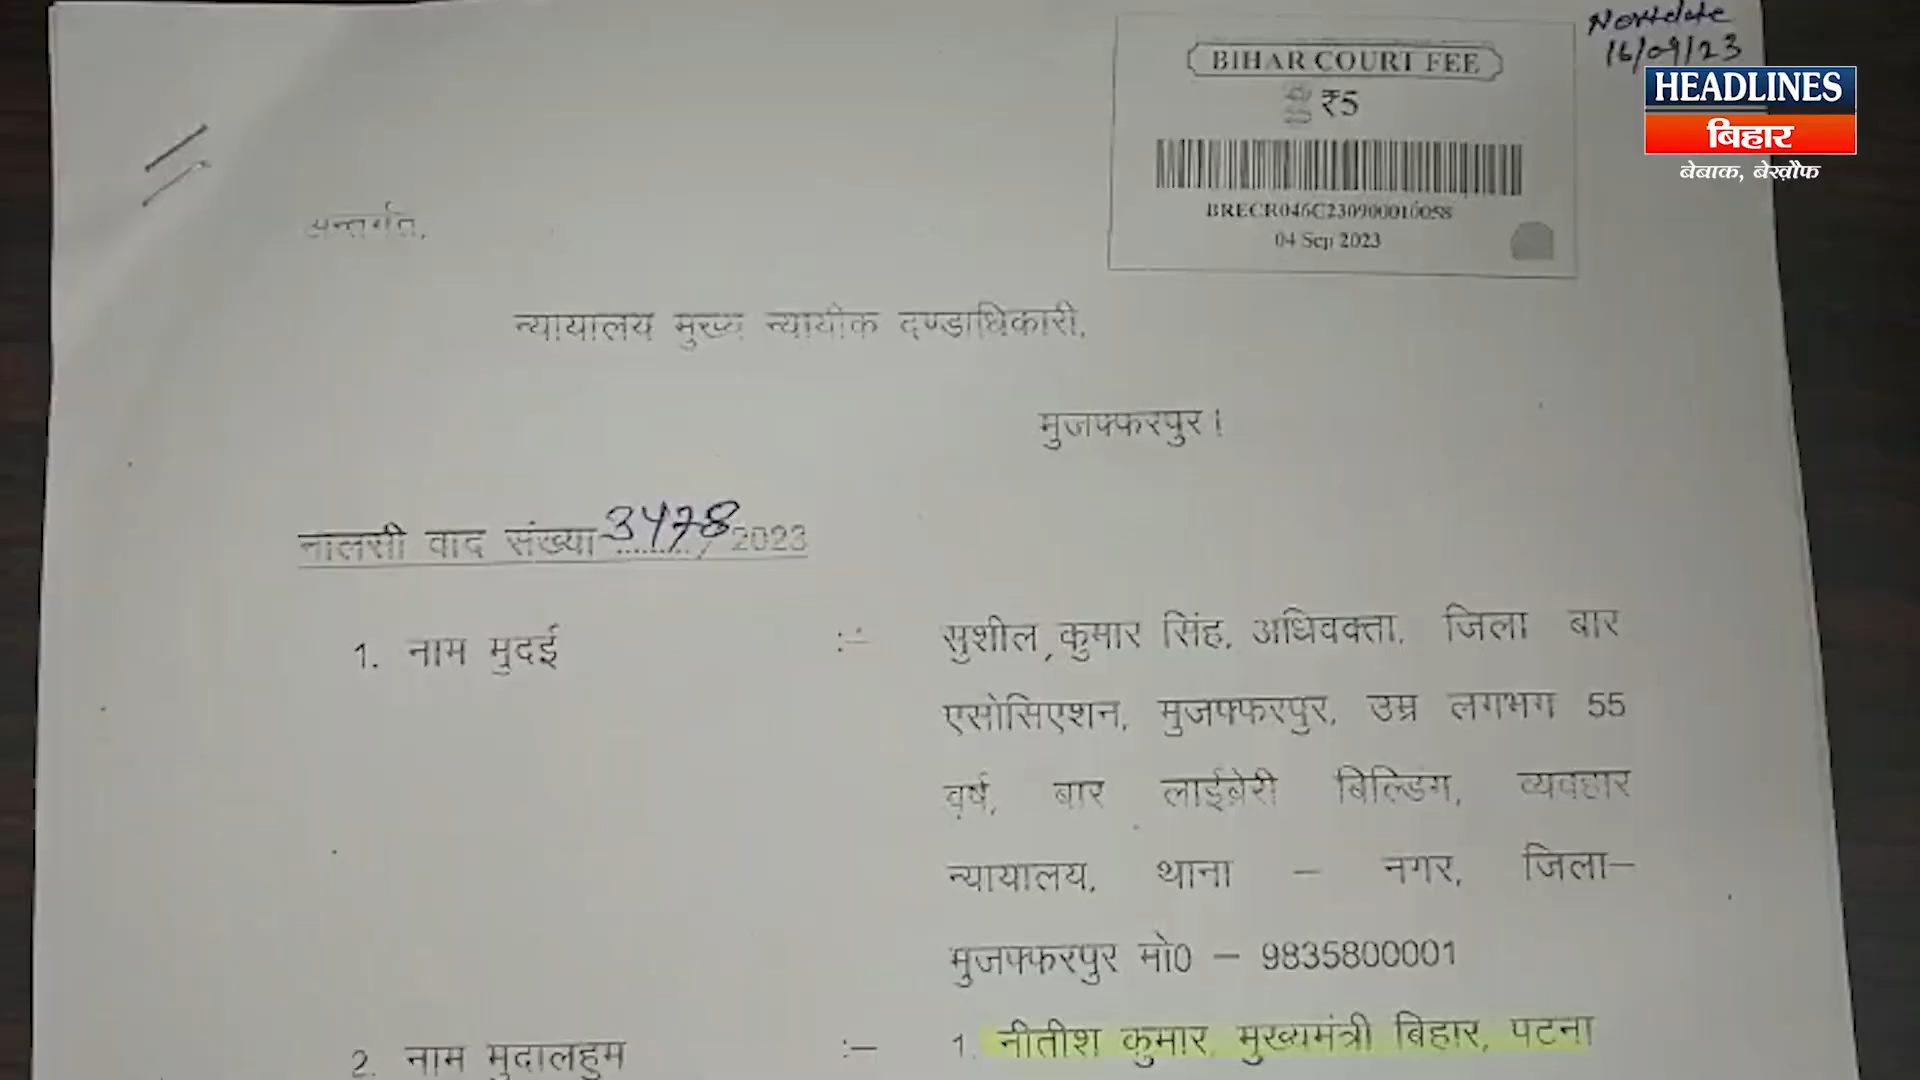 Nextdate
16/09/23
BIHAR COURT FEE
₹5
BRECR046C230900010058
04 Sep 2023
HEADLINES
बिहार
बेबाक, बेख़ौफ
अन्तर्गत,
न्यायालय मुख्य न्यायीक दण्डाधिकारी,
मुजफ्फरपुर।
नालसी वाद संख्या 3478/2023
1. नाम मुदई :– सुशील कुमार सिंह, अधिवक्ता, जिला बार
एसोसिएशन, मुजफ्फरपुर, उम्र लगभग 55
वर्ष, बार लाईब्रेरी बिल्डिंग, व्यवहार
न्यायालय, थाना – नगर, जिला–
मुजफ्फरपुर मो0 – 9835800001
2. नाम मुदालहुम :– 1. नीतीश कुमार, मुख्यमंत्री बिहार, पटना